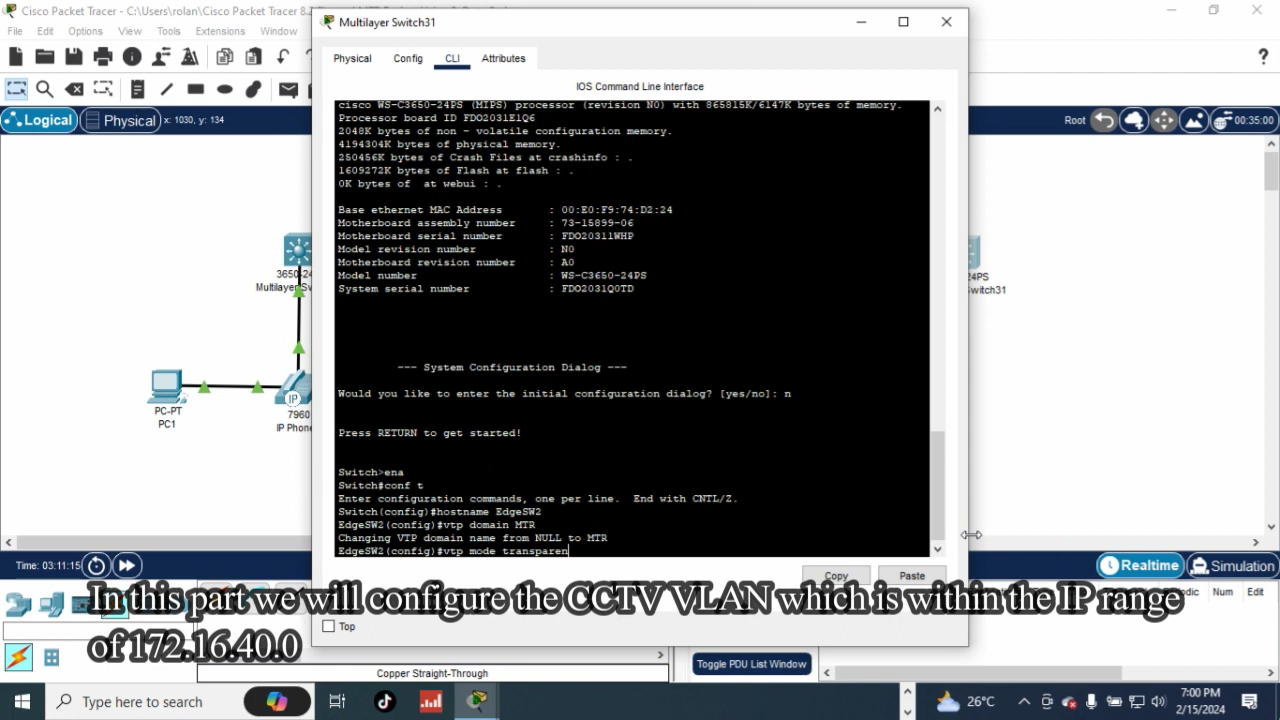 Cisco Packet Tracer - C:\Users\rolan\Cisco Packet Tracer 8.
Multilayer Switch31
File Edit Options View Tools Extensions Window
Physical Config CLI Attributes
IOS Command Line Interface
Logical Physical x: 1030, y: 134
Root 00:35:00
cisco WS-C3650-24PS (MIPS) processor (revision N0) with 865815K/6147K bytes of memory.
Processor board ID FDO2031E1Q6
2048K bytes of non - volatile configuration memory.
4194304K bytes of physical memory.
250456K bytes of Crash Files at crashinfo : .
1609272K bytes of Flash at flash : .
0K bytes of  at webui : .
Base ethernet MAC Address : 00:E0:F9:74:D2:24
Motherboard assembly number : 73-15899-06
Motherboard serial number : FDO20311WHP
Model revision number : N0
Motherboard revision number : A0
Model number : WS-C3650-24PS
System serial number : FDO2031Q0TD
--- System Configuration Dialog ---
Would you like to enter the initial configuration dialog? [yes/no]: n
Press RETURN to get started!
Switch>ena
Switch#conf t
Enter configuration commands, one per line.  End with CNTL/Z.
Switch(config)#hostname EdgeSW2
EdgeSW2(config)#vtp domain MTR
Changing VTP domain name from NULL to MTR
EdgeSW2(config)#vtp mode transparen
3650-24
Multilayer Sw
24PS
witch31
PC-PT
PC1
IP
7960
IP Phone
Copy Paste
Time: 03:11:15
Realtime Simulation
In this part we will configure the CCTV VLAN which is within the IP range
of 172.16.40.0
Num Edit
Top
Toggle PDU List Window
Copper Straight-Through
Type here to search
26°C
7:00 PM
2/15/2024